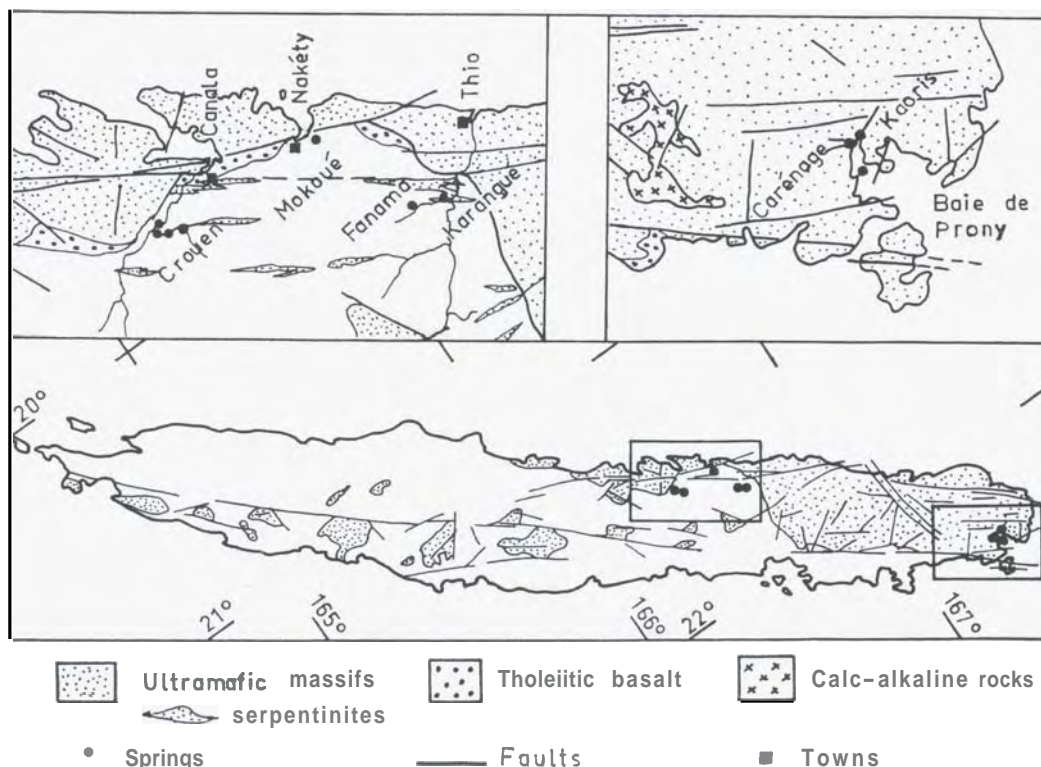 Canala
Nakéty
Thio
Crouen
Mokoué
Fanama
Karangue
Carénage
Kaoris
Baie de
Prony
20°
21°
165°
166°
22°
167°
Ultramafic massifs
Tholeiitic basalt
Calc-alkaline rocks
serpentinites
Springs
Faults
Towns